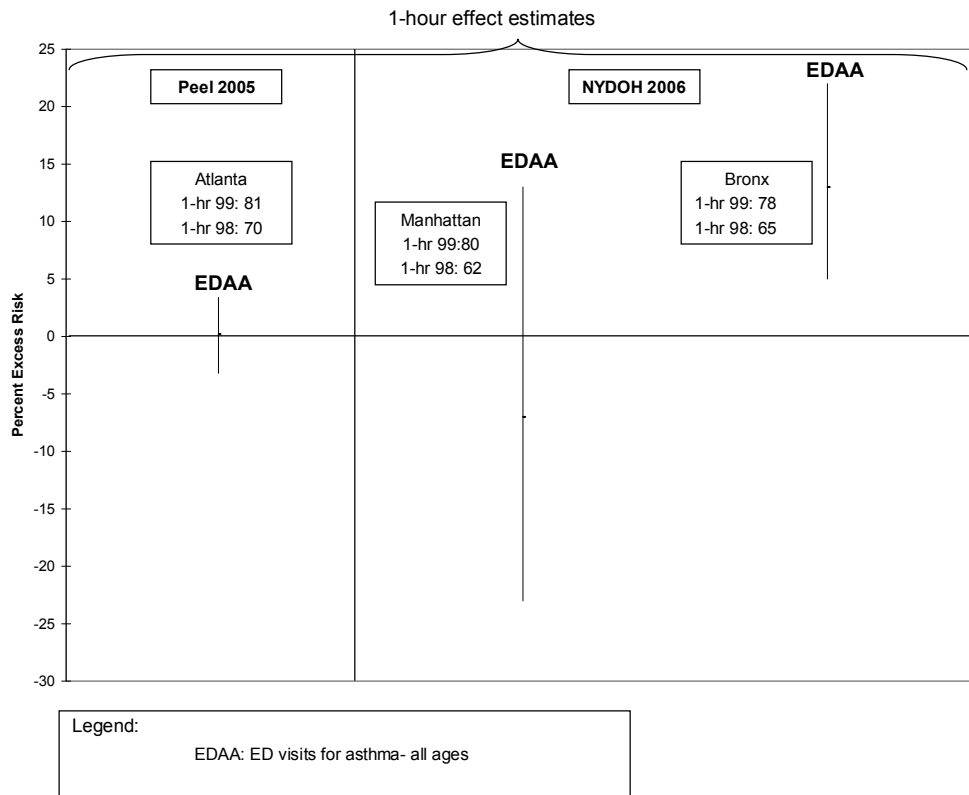 1-hour effect estimates
Peel 2005
NYDOH 2006
EDAA
EDAA
EDAA
Atlanta
1-hr 99: 81
1-hr 98: 70
Manhattan
1-hr 99:80
1-hr 98: 62
Bronx
1-hr 99: 78
1-hr 98: 65
Percent Excess Risk
25
20
15
10
5
0
-5
-10
-15
-20
-25
-30
Legend:
EDAA: ED visits for asthma- all ages